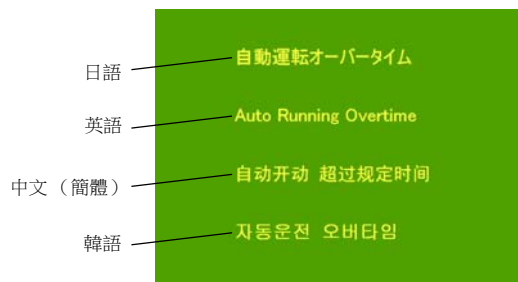 日語
自動運転オーバータイム
英語
Auto Running Overtime
中文（簡體）
自动开动 超过规定时间
韓語
자동운전 오버타임